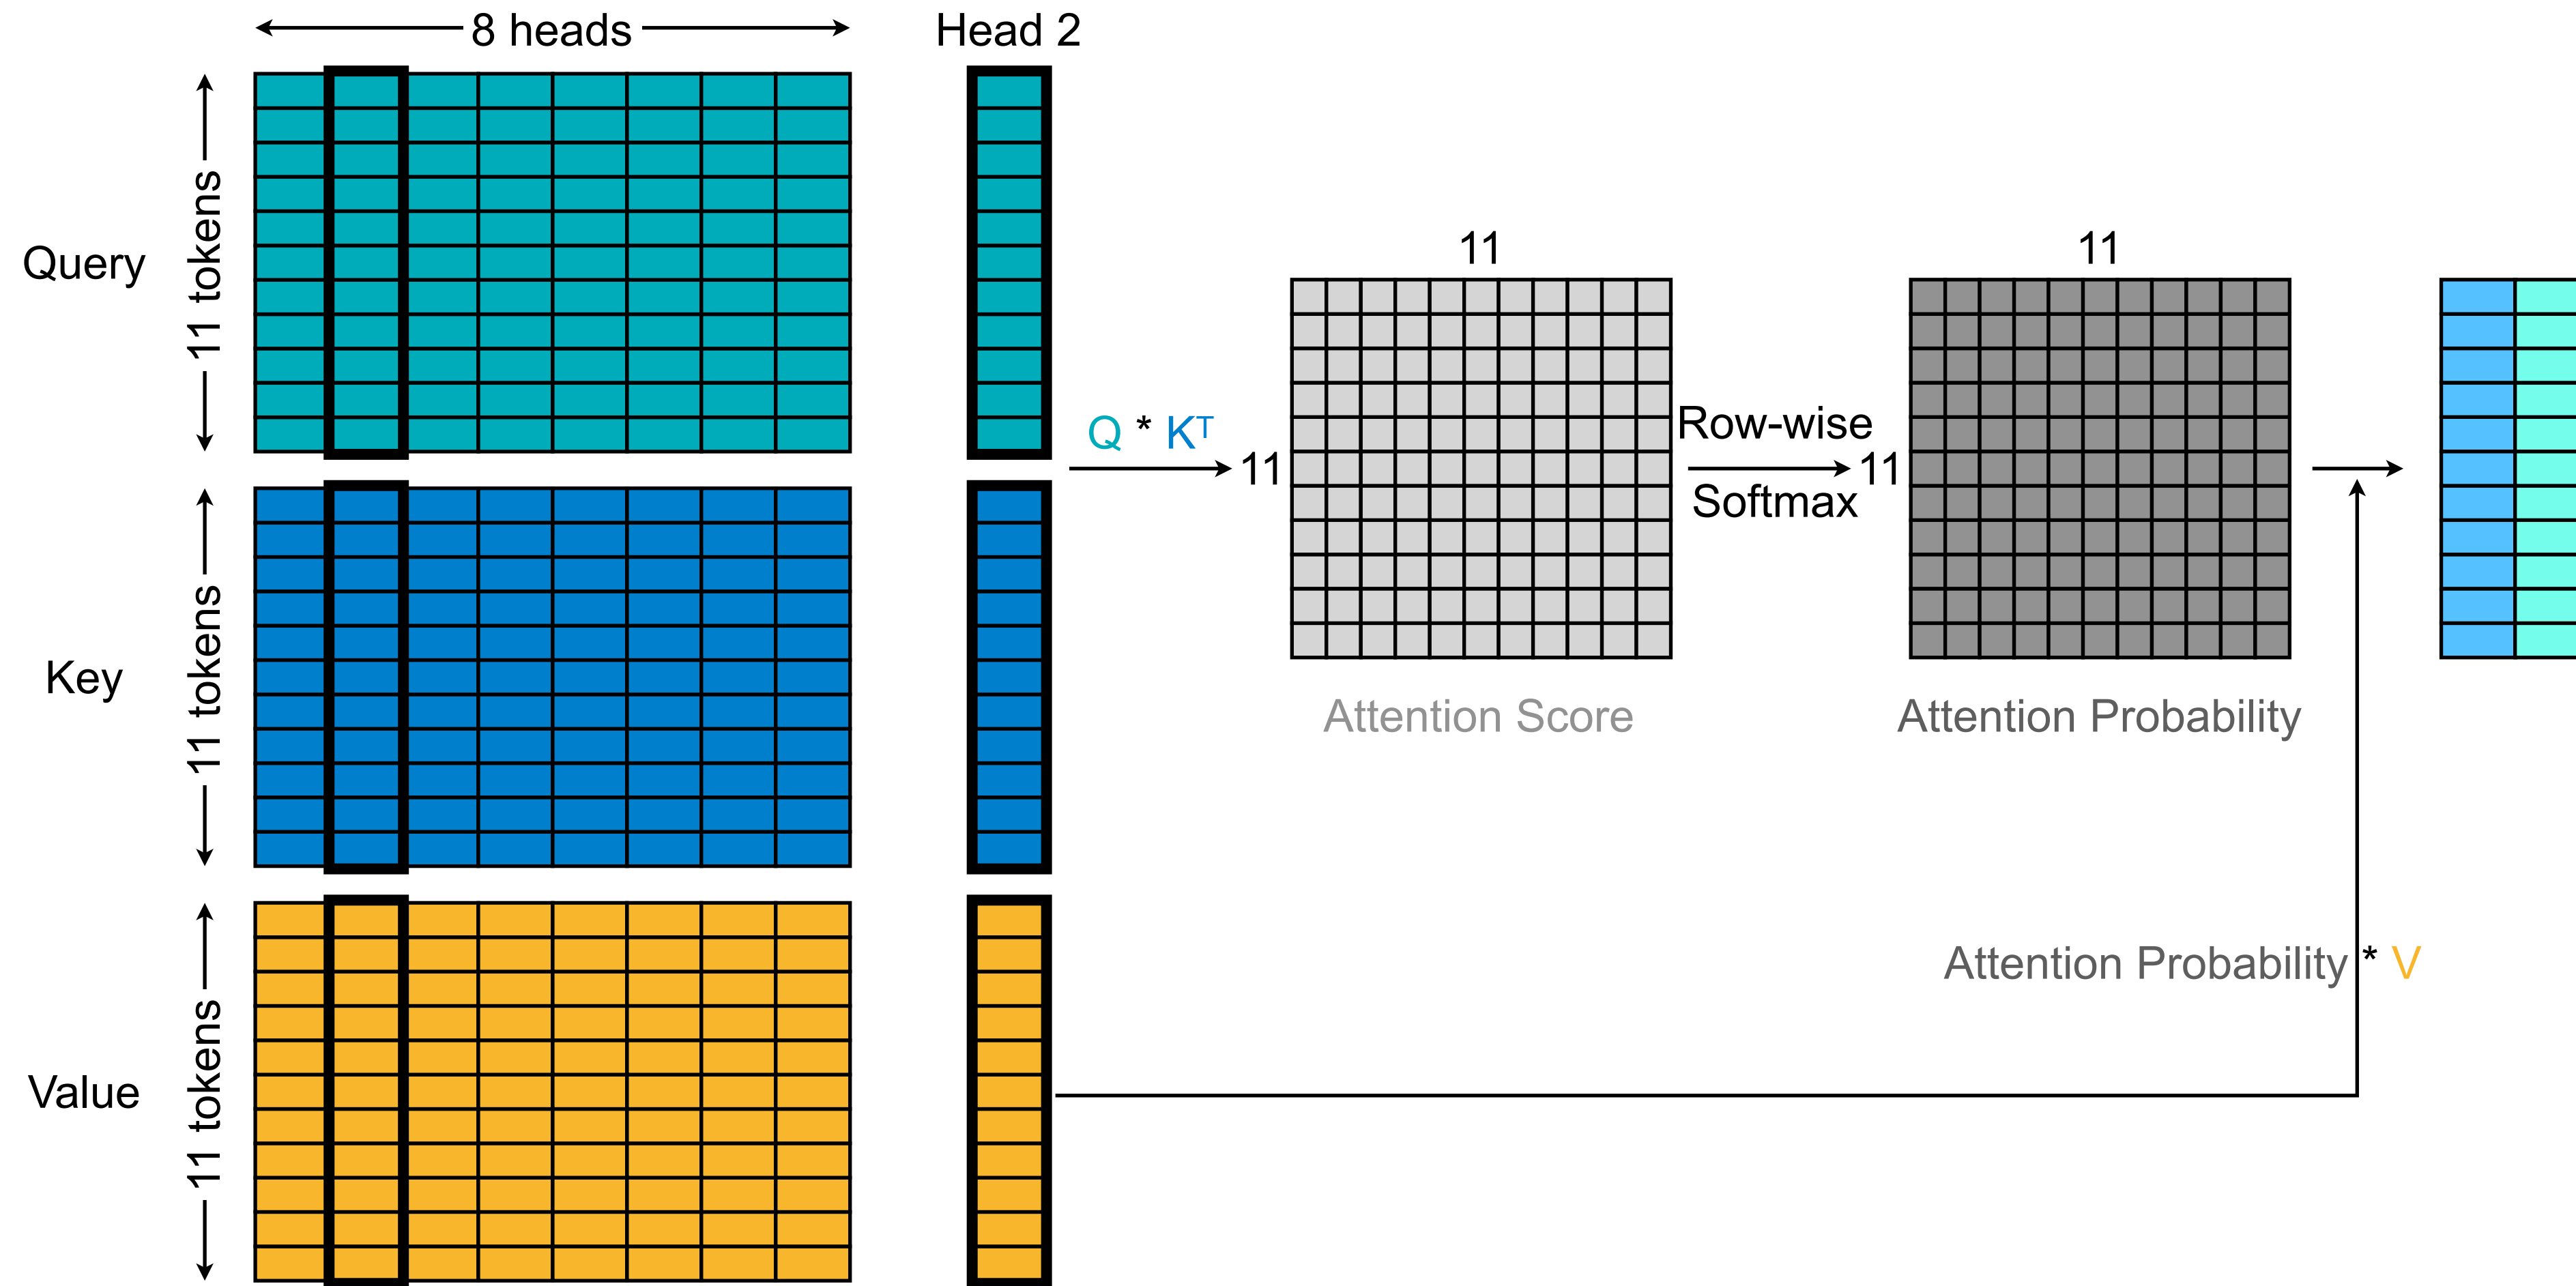 8 heads
Head 2
Query
11 tokens
Key
11 tokens
Value
11 tokens
Q * Kᵀ
11
11
Attention Score
Row-wise
Softmax
11
11
Attention Probability
Attention Probability * V